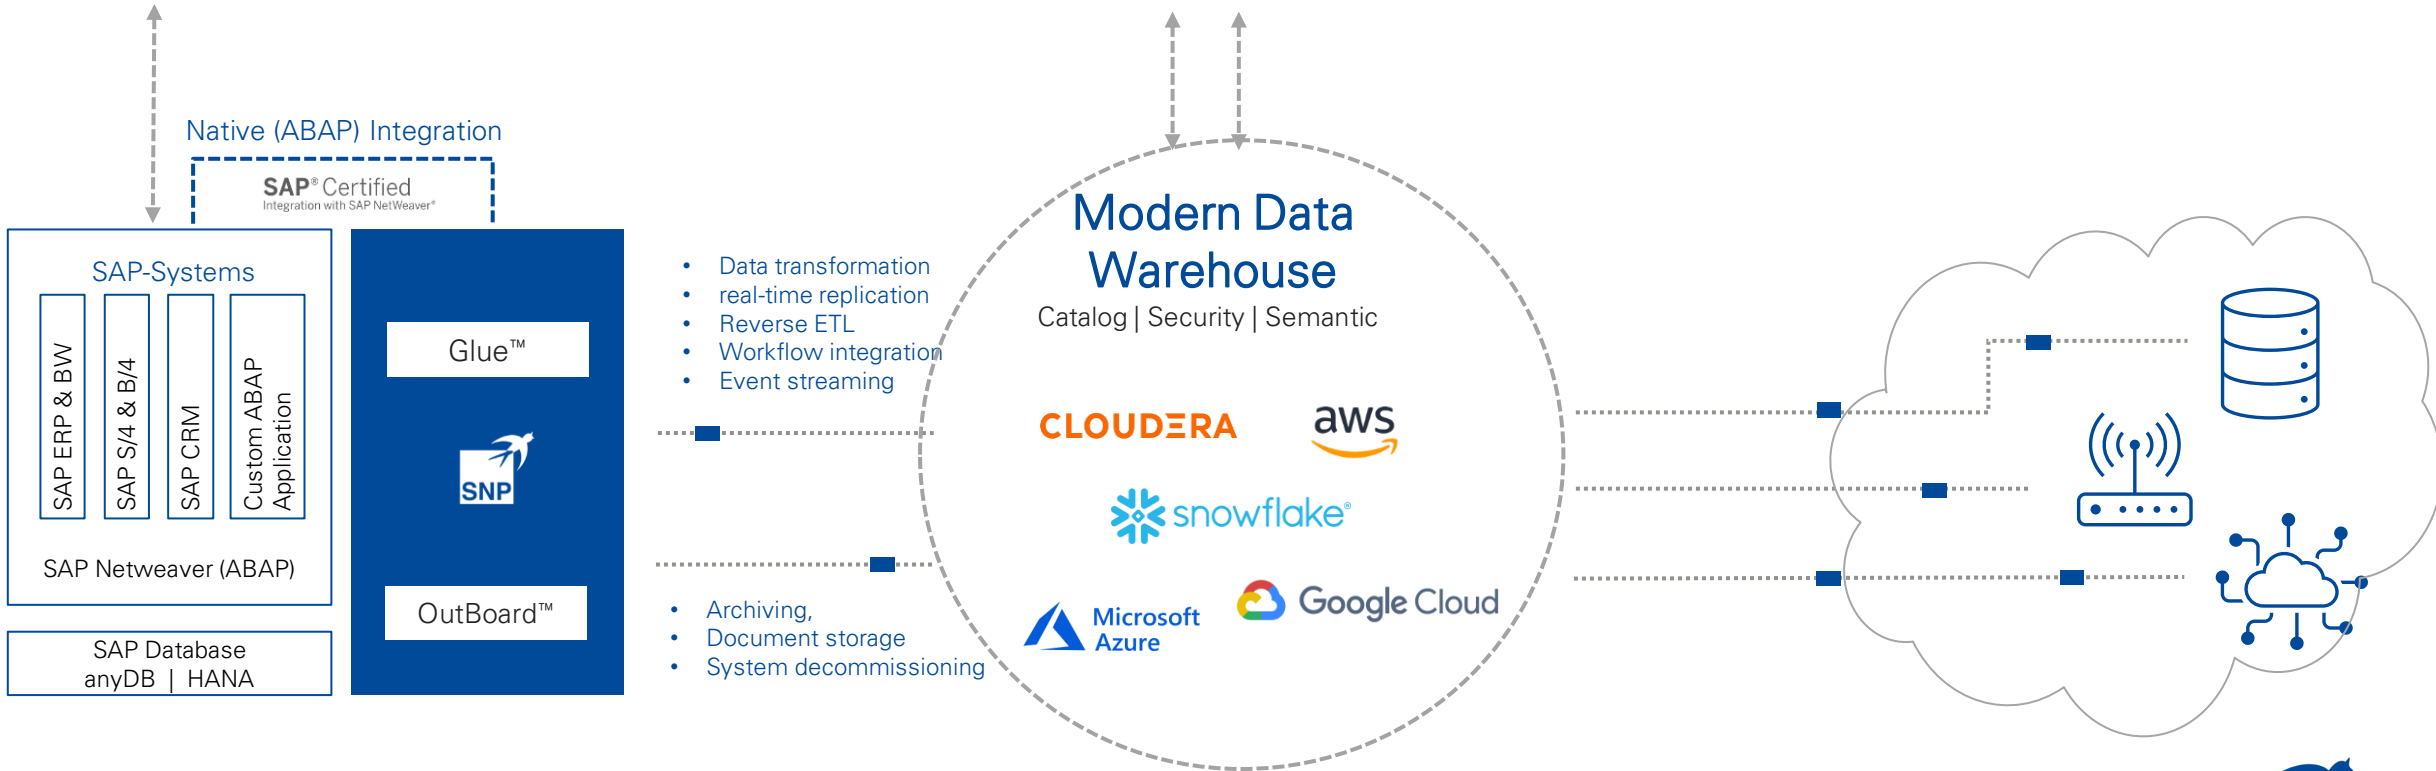 Native (ABAP) Integration
SAP® Certified
Integration with SAP NetWeaver®
SAP-Systems
SAP ERP & BW
SAP S/4 & B/4
SAP CRM
Custom ABAP
Application
SAP Netweaver (ABAP)
SAP Database
anyDB | HANA
Glue™
SNP
OutBoard™
• Data transformation
• real-time replication
• Reverse ETL
• Workflow integration
• Event streaming
• Archiving,
• Document storage
• System decommissioning
Modern Data
Warehouse
Catalog | Security | Semantic
CLOUDERA
aws
snowflake®
Microsoft
Azure
Google Cloud